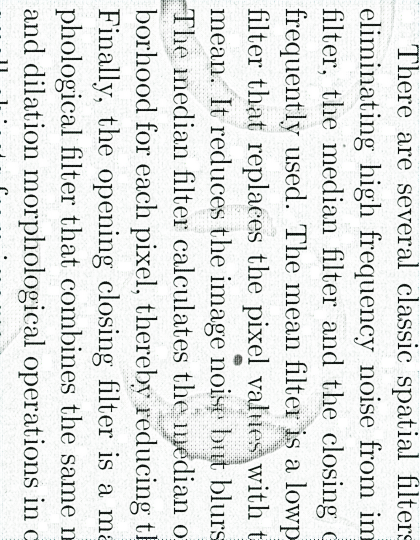 There are several classic spatial filters
eliminating high frequency noise from im
filter, the median filter and the closing
frequently used. The mean filter is a lowp
filter that replaces the pixel values with t
mean. It reduces the image noise but blurs
The median filter calculates the median o
borhood for each pixel, thereby reducing th
Finally, the opening closing filter is a ma
phological filter that combines the same
and dilation morphological operations in